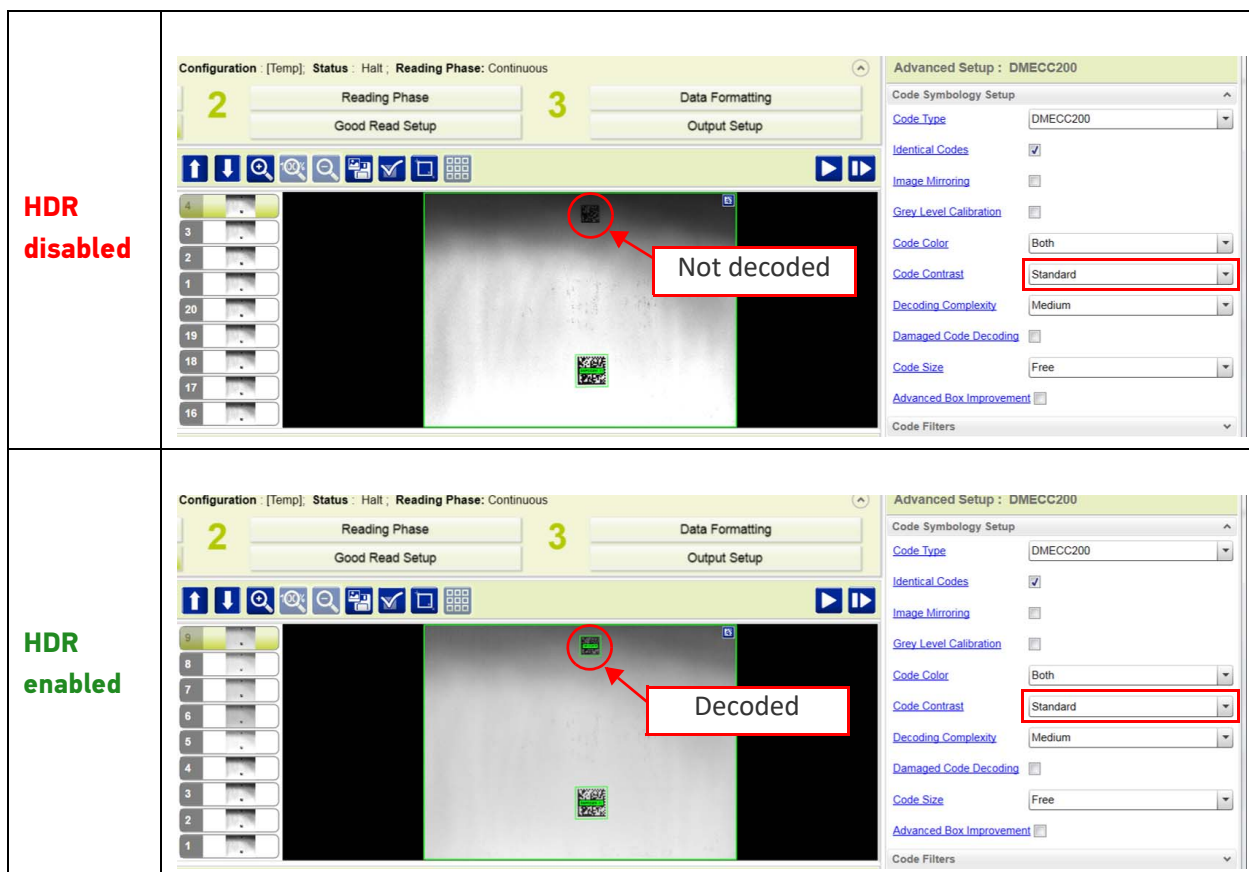 HDR
disabled
Configuration : [Temp]; Status : Halt ; Reading Phase: Continuous
2
Reading Phase
Good Read Setup
3
Data Formatting
Output Setup
4
3
2
1
20
19
18
17
16
Not decoded
Advanced Setup : DMECC200
Code Symbology Setup
Code Type DMECC200
Identical Codes
Image Mirroring
Grey Level Calibration
Code Color Both
Code Contrast Standard
Decoding Complexity Medium
Damaged Code Decoding
Code Size Free
Advanced Box Improvement
Code Filters
HDR
enabled
Configuration : [Temp]; Status : Halt ; Reading Phase: Continuous
2
Reading Phase
Good Read Setup
3
Data Formatting
Output Setup
9
8
7
6
5
4
3
2
1
Decoded
Advanced Setup : DMECC200
Code Symbology Setup
Code Type DMECC200
Identical Codes
Image Mirroring
Grey Level Calibration
Code Color Both
Code Contrast Standard
Decoding Complexity Medium
Damaged Code Decoding
Code Size Free
Advanced Box Improvement
Code Filters